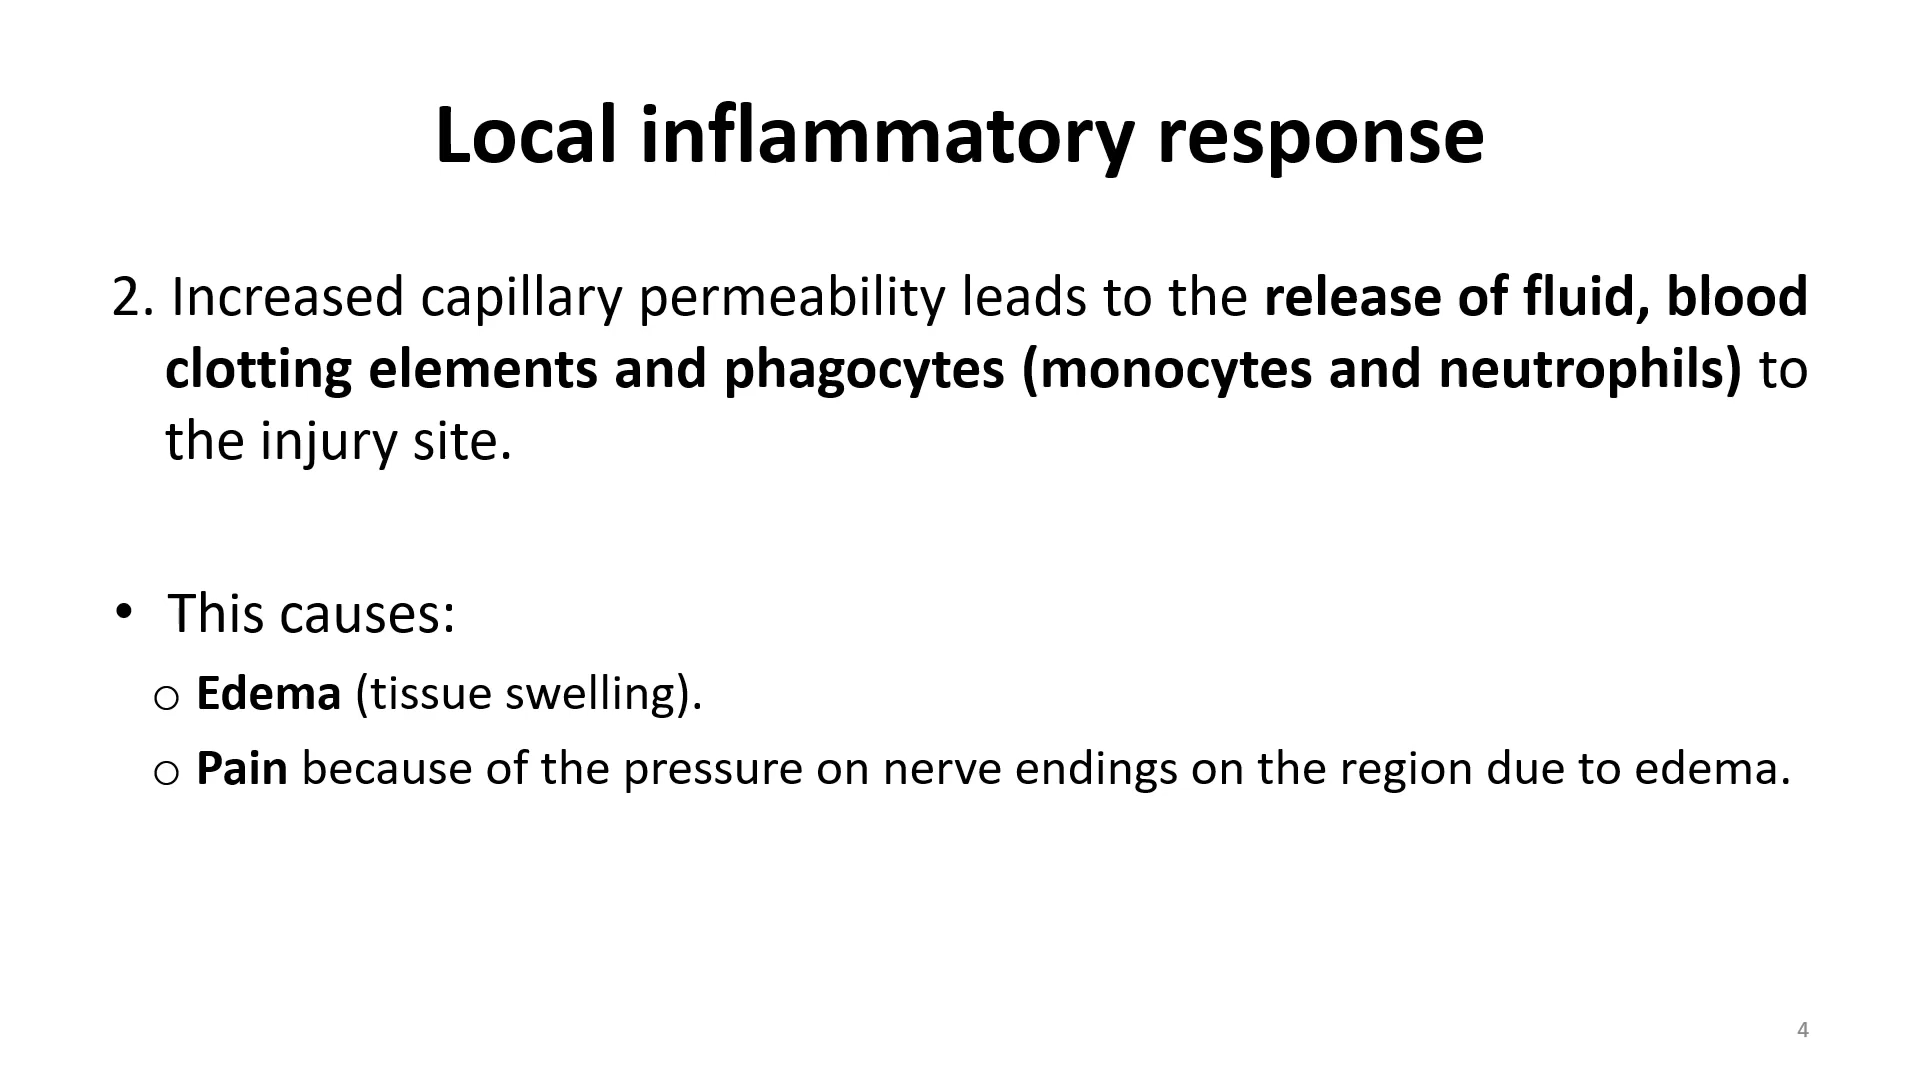 Local inflammatory response
2. Increased capillary permeability leads to the release of fluid, blood
clotting elements and phagocytes (monocytes and neutrophils) to
the injury site.
• This causes:
o Edema (tissue swelling).
o Pain because of the pressure on nerve endings on the region due to edema.
4